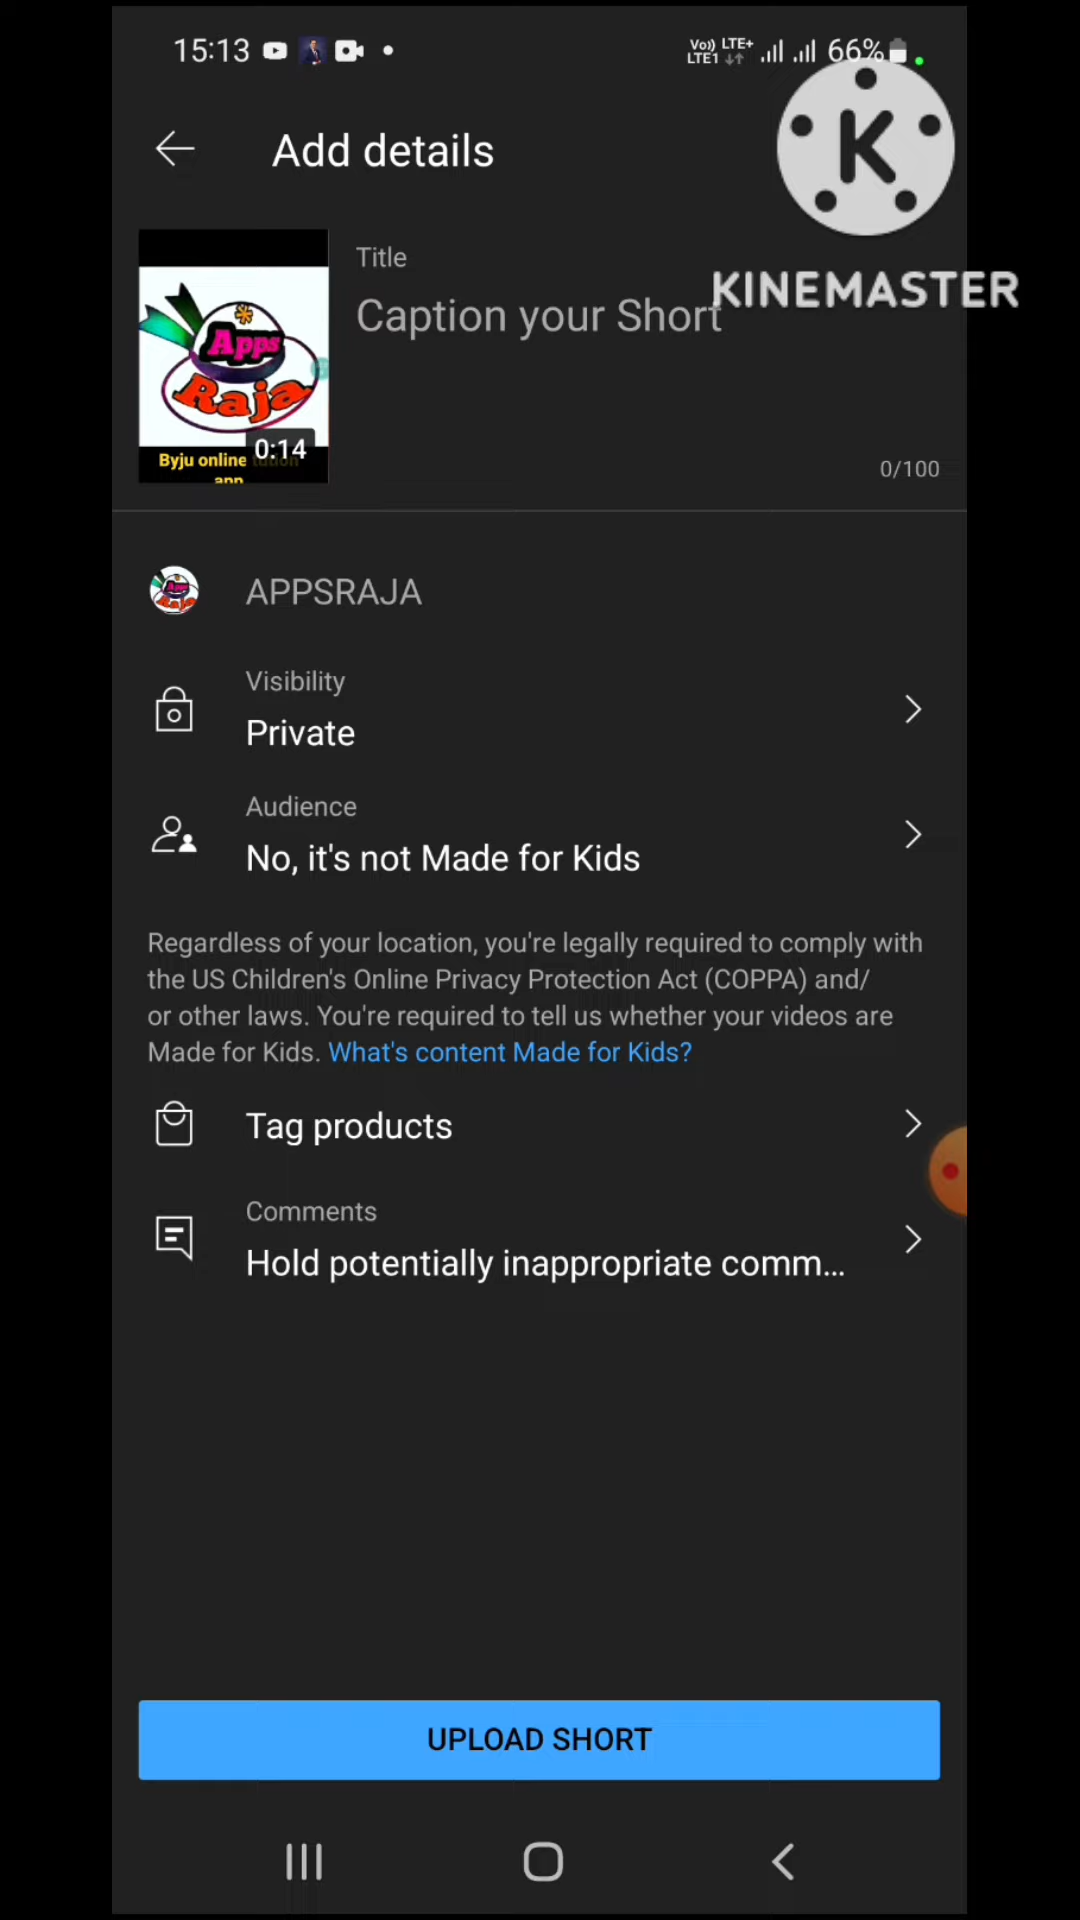 15:13
Vo)) LTE+
LTE1
66%
Add details
K
KINEMASTER
Title
Caption your Short
Apps
Raja
0:14
Byju online tution
app
0/100
APPSRAJA
Visibility
Private
Audience
No, it's not Made for Kids
Regardless of your location, you're legally required to comply with
the US Children's Online Privacy Protection Act (COPPA) and/
or other laws. You're required to tell us whether your videos are
Made for Kids. What's content Made for Kids?
Tag products
Comments
Hold potentially inappropriate comm...
UPLOAD SHORT